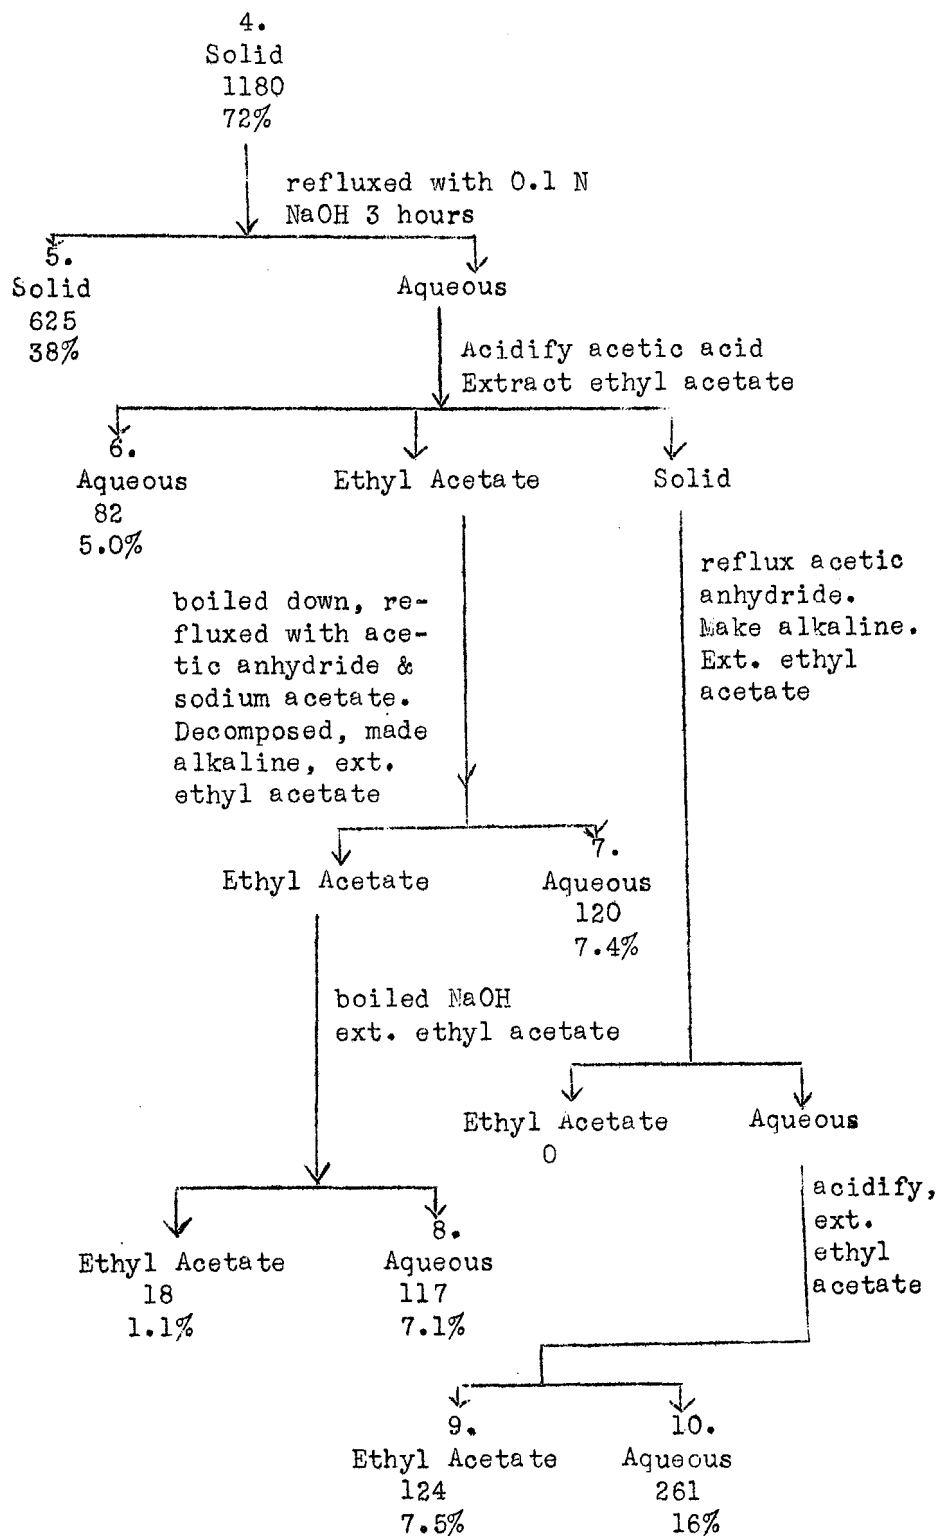 4.
Solid
1180
72%
refluxed with 0.1 N
NaOH 3 hours
5.
Solid
625
38%
Aqueous
Acidify acetic acid
Extract ethyl acetate
6.
Aqueous
82
5.0%
Ethyl Acetate
Solid
boiled down, re-
fluxed with ace-
tic anhydride &
sodium acetate.
Decomposed, made
alkaline, ext.
ethyl acetate
reflux acetic
anhydride.
Make alkaline.
Ext. ethyl
acetate
Ethyl Acetate
7.
Aqueous
120
7.4%
boiled NaOH
ext. ethyl acetate
Ethyl Acetate
0
Aqueous
acidify,
ext.
ethyl
acetate
Ethyl Acetate
18
1.1%
8.
Aqueous
117
7.1%
9.
Ethyl Acetate
124
7.5%
10.
Aqueous
261
16%